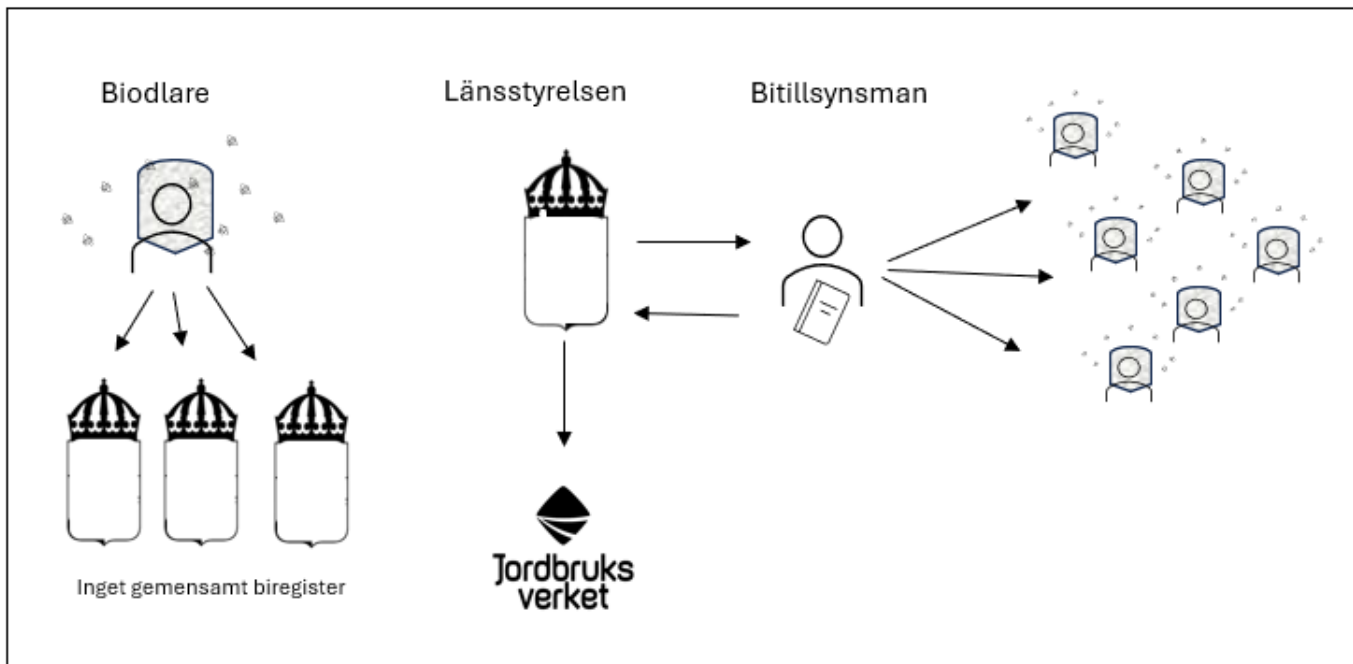 Biodlare
Länsstyrelsen
Bitillsynsman
Inget gemensamt biregister
Jordbruks
verket